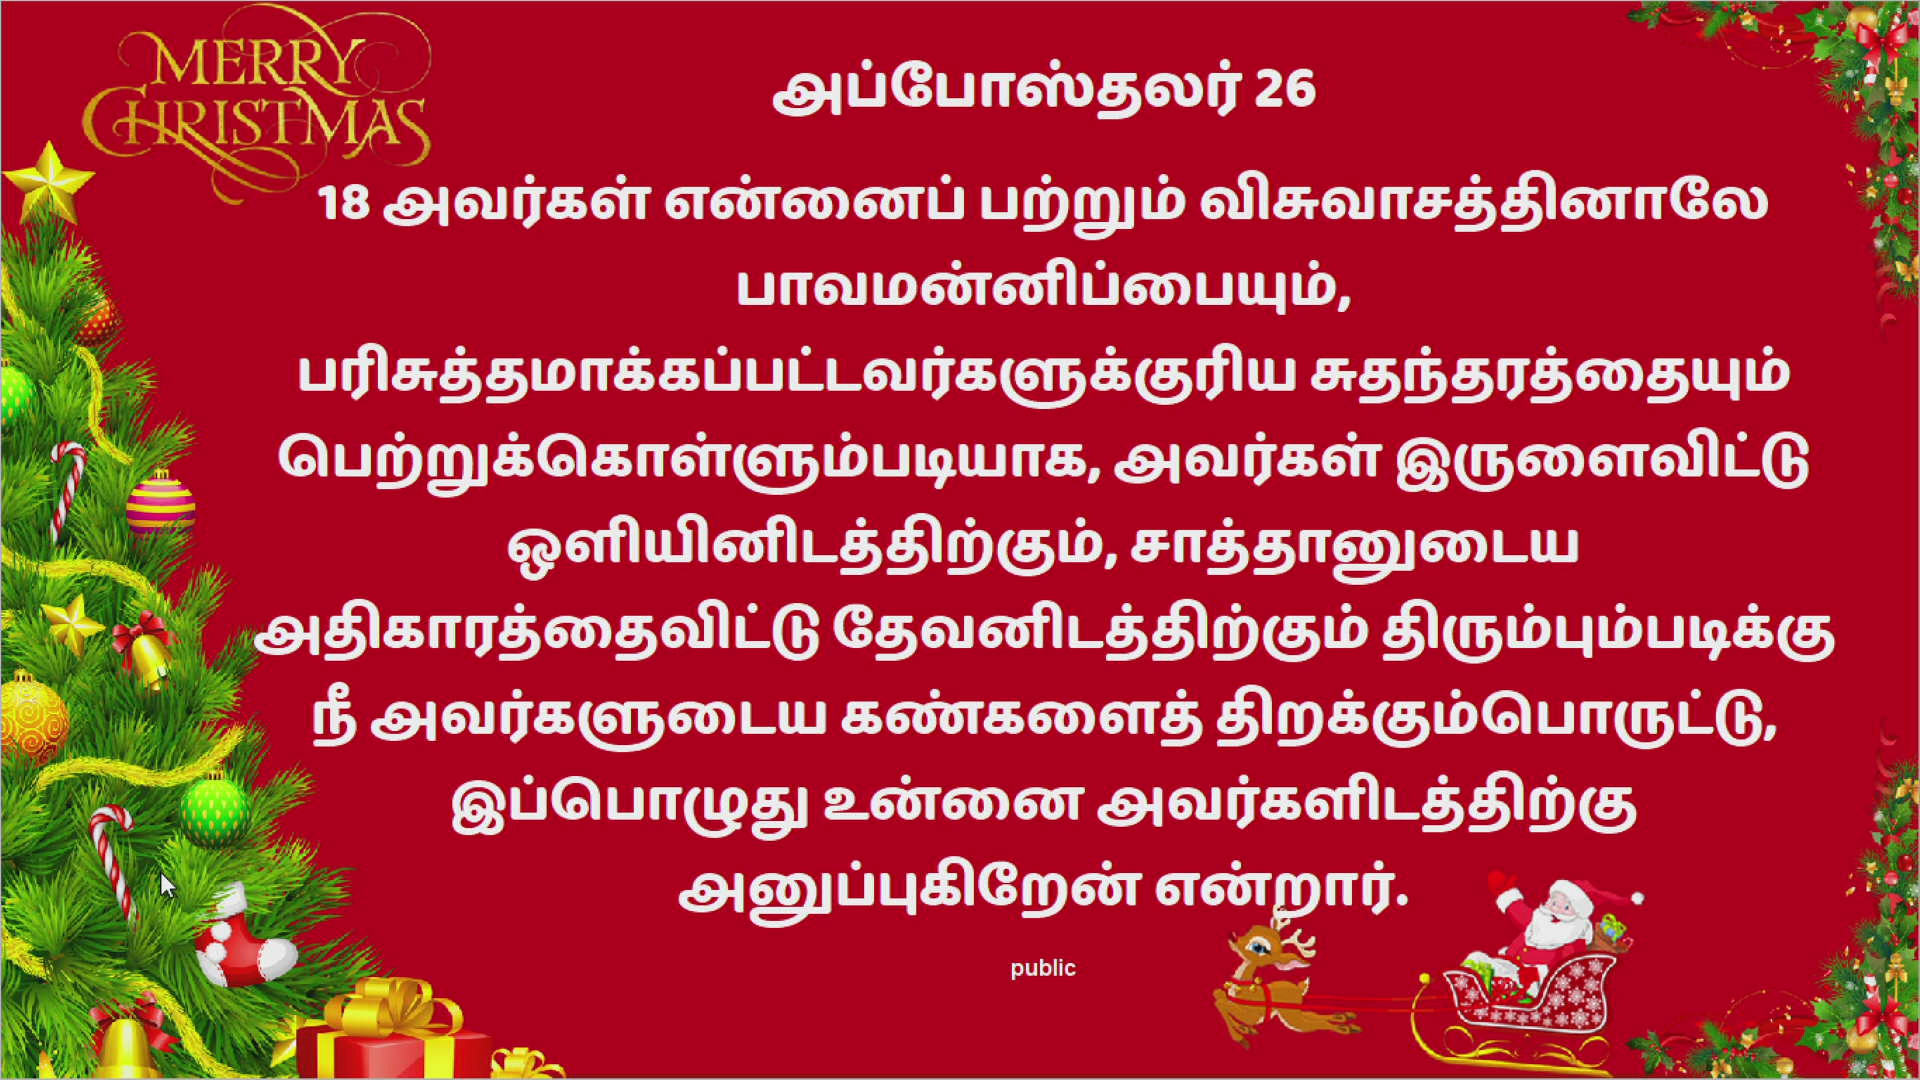 MERRY
CHRISTMAS
அப்போஸ்தலர் 26
18 அவர்கள் என்னைப் பற்றும் விசுவாசத்தினாலே
பாவமன்னிப்பையும்,
பரிசுத்தமாக்கப்பட்டவர்களுக்குரிய சுதந்தரத்தையும்
பெற்றுக்கொள்ளும்படியாக, அவர்கள் இருளைவிட்டு
ஒளியினிடத்திற்கும், சாத்தானுடைய
அதிகாரத்தைவிட்டு தேவனிடத்திற்கும் திரும்பும்படிக்கு
நீ அவர்களுடைய கண்களைத் திறக்கும்பொருட்டு,
இப்பொழுது உன்னை அவர்களிடத்திற்கு
அனுப்புகிறேன் என்றார்.
public